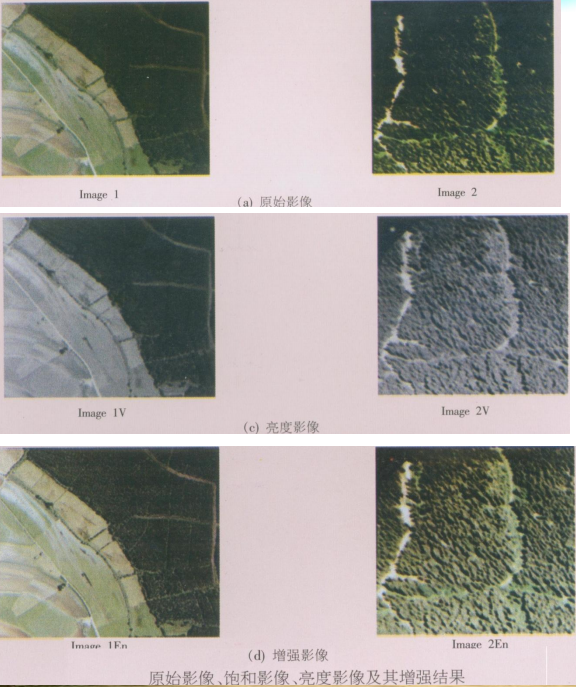 Image 1
Image 2
(a) 原始影像
Image 1V
Image 2V
(c) 亮度影像
Image 1En
Image 2En
(d) 增强影像
原始影像、饱和影像、亮度影像及其增强结果